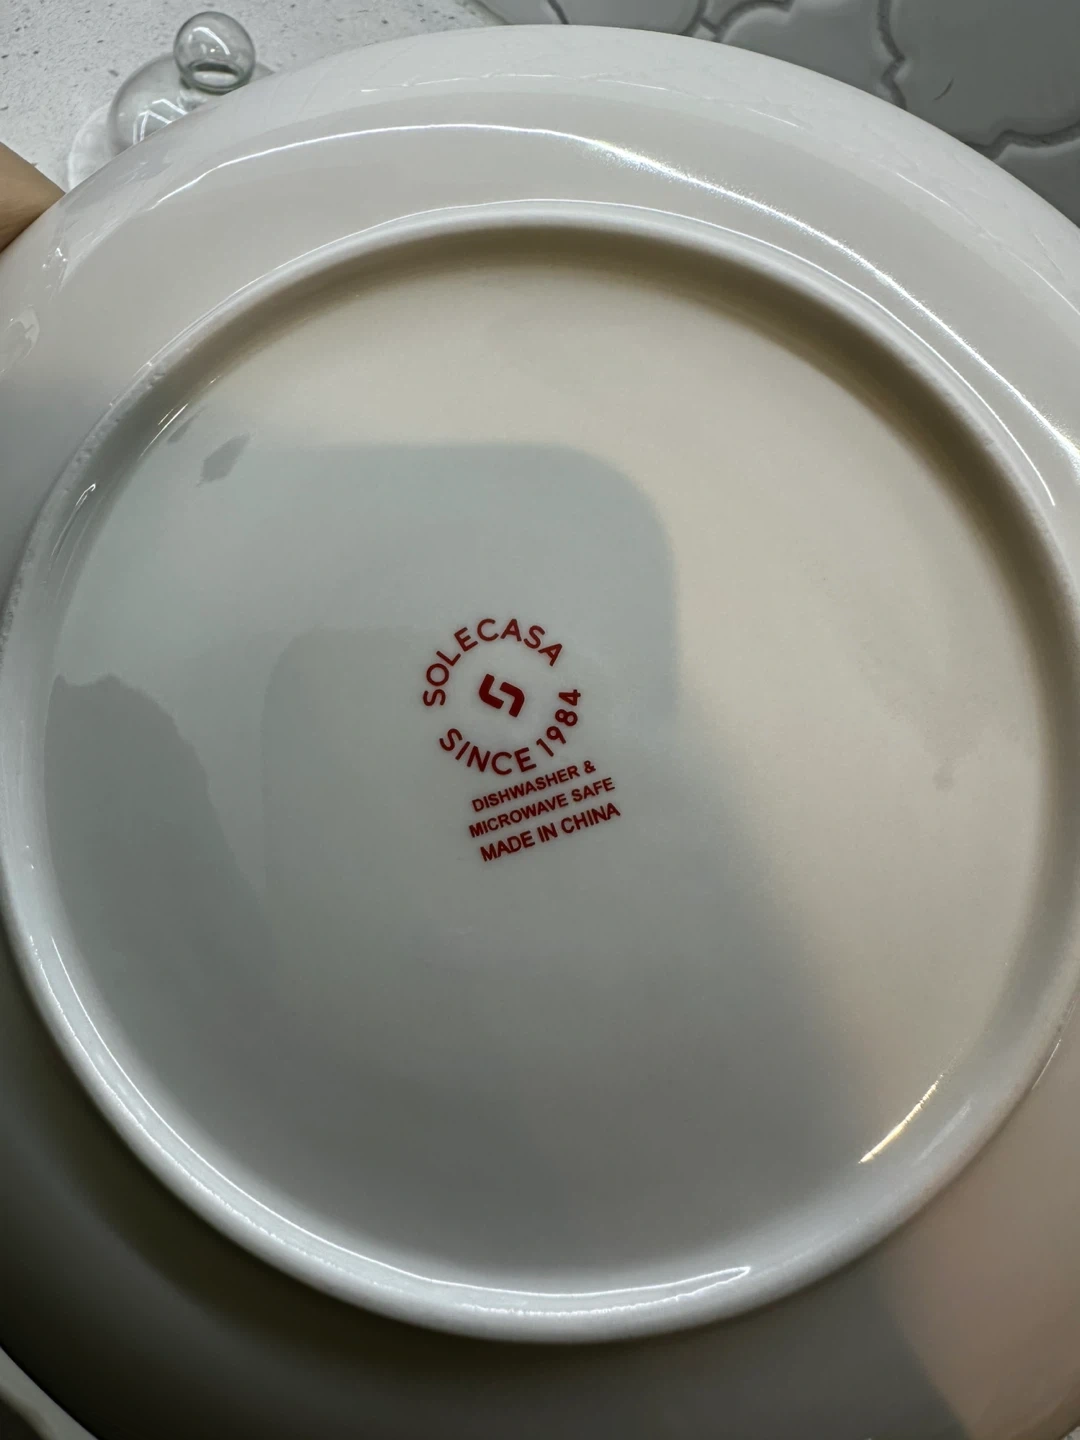 SOLECASA
SINCE 1984
DISHWASHER &
MICROWAVE SAFE
MADE IN CHINA